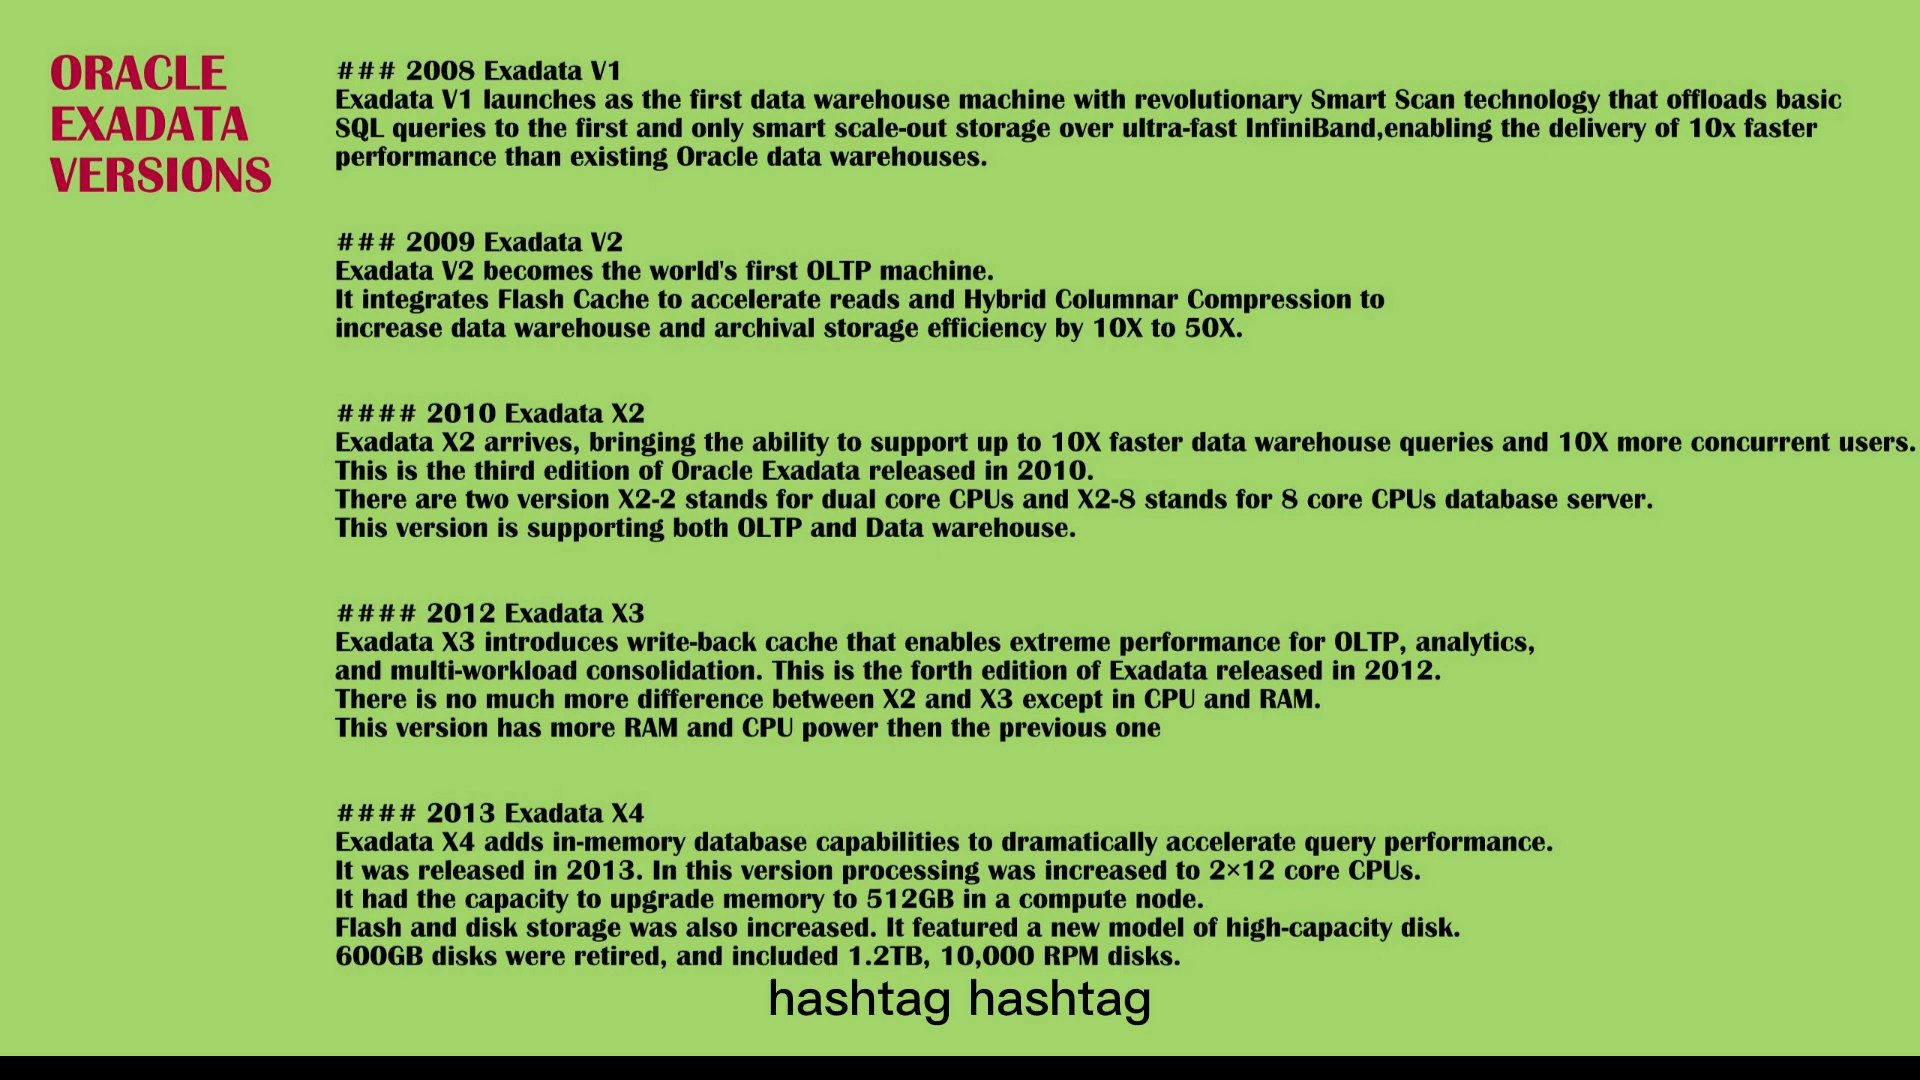 ORACLE
EXADATA
VERSIONS
### 2008 Exadata V1
Exadata V1 launches as the first data warehouse machine with revolutionary Smart Scan technology that offloads basic
SQL queries to the first and only smart scale-out storage over ultra-fast InfiniBand,enabling the delivery of 10x faster
performance than existing Oracle data warehouses.
### 2009 Exadata V2
Exadata V2 becomes the world's first OLTP machine.
It integrates Flash Cache to accelerate reads and Hybrid Columnar Compression to
increase data warehouse and archival storage efficiency by 10X to 50X.
#### 2010 Exadata X2
Exadata X2 arrives, bringing the ability to support up to 10X faster data warehouse queries and 10X more concurrent users.
This is the third edition of Oracle Exadata released in 2010.
There are two version X2-2 stands for dual core CPUs and X2-8 stands for 8 core CPUs database server.
This version is supporting both OLTP and Data warehouse.
#### 2012 Exadata X3
Exadata X3 introduces write-back cache that enables extreme performance for OLTP, analytics,
and multi-workload consolidation. This is the forth edition of Exadata released in 2012.
There is no much more difference between X2 and X3 except in CPU and RAM.
This version has more RAM and CPU power then the previous one
#### 2013 Exadata X4
Exadata X4 adds in-memory database capabilities to dramatically accelerate query performance.
It was released in 2013. In this version processing was increased to 2×12 core CPUs.
It had the capacity to upgrade memory to 512GB in a compute node.
Flash and disk storage was also increased. It featured a new model of high-capacity disk.
600GB disks were retired, and included 1.2TB, 10,000 RPM disks.
hashtag hashtag